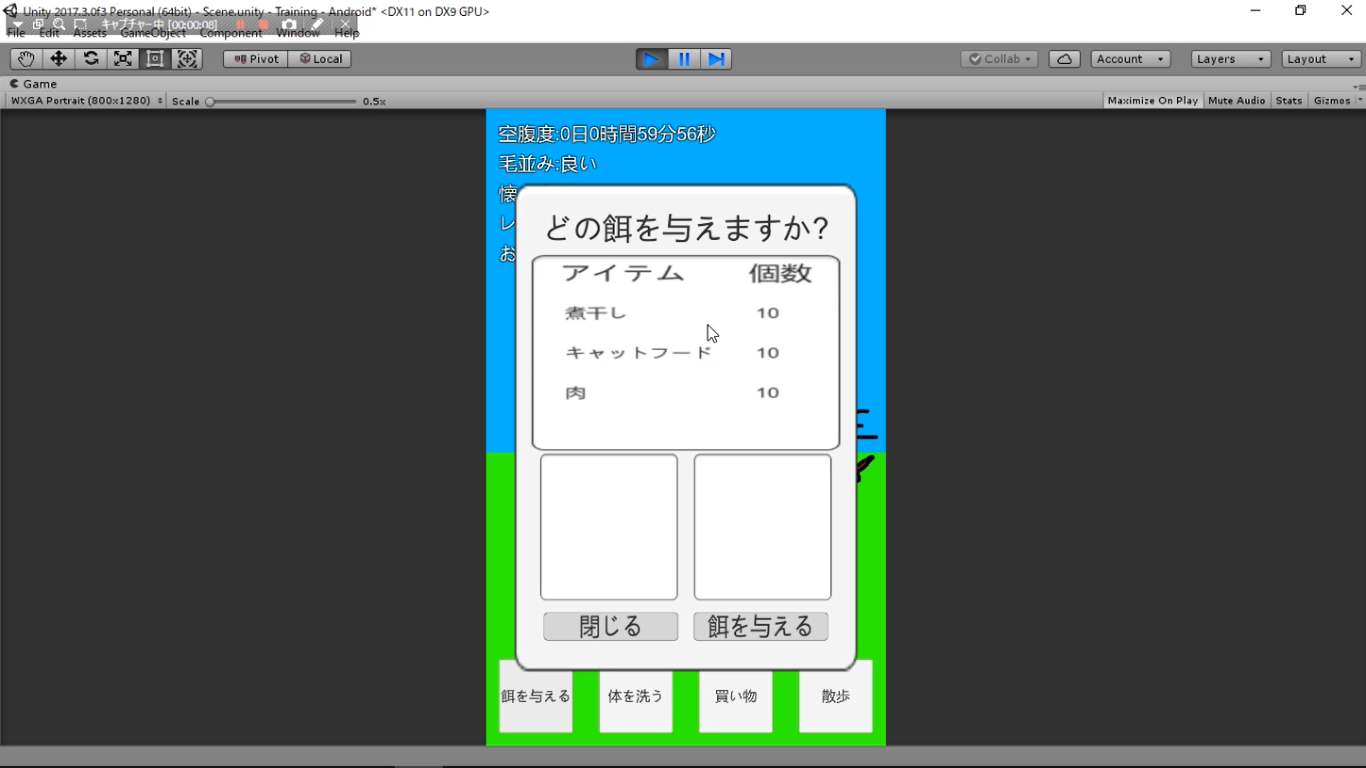 Unity 2017.3.0f3 Personal (64bit) - Scene.unity - Training - Android* <DX11 on DX9 GPU>
キャプチャー中 [00:00:08]
File Edit Assets GameObject Component Window Help
Pivot Local Collab Account Layers Layout
Game
WXGA Portrait (800x1280) Scale 0.5x Maximize On Play Mute Audio Stats Gizmos
空腹度:0日0時間59分56秒
毛並み:良い
懐
レ
お
どの餌を与えますか?
アイテム 個数
煮干し 10
キャットフード 10
肉 10
閉じる 餌を与える
餌を与える 体を洗う 買い物 散歩